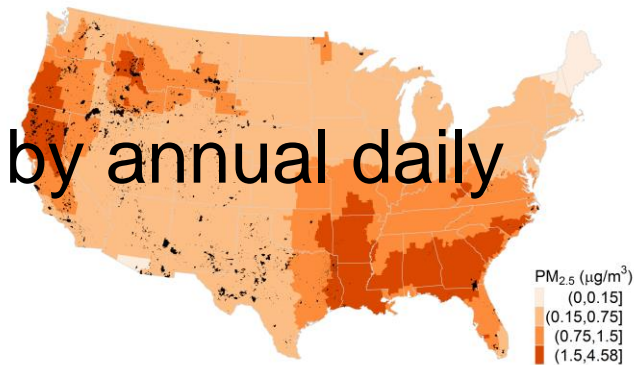 by annual daily
PM2.5 (μg/m3)
(0,0.15]
(0.15,0.75]
(0.75,1.5]
(1.5,4.58]